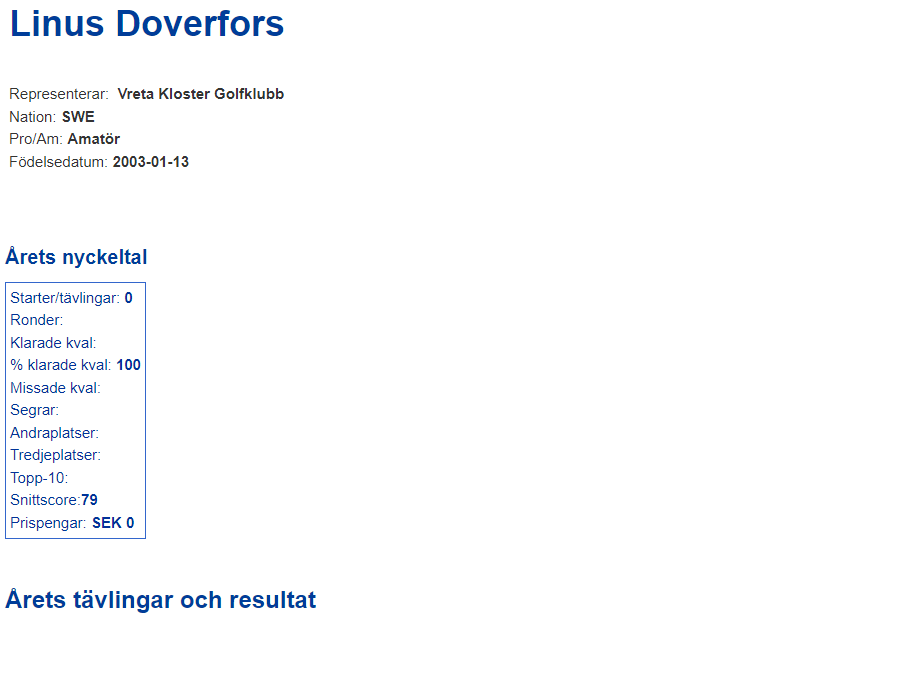 Linus Doverfors
Representerar: Vreta Kloster Golfklubb
Nation: SWE
Pro/Am: Amatör
Födelsedatum: 2003-01-13
Årets nyckeltal
Starter/tävlingar: 0
Ronder:
Klarade kval:
% klarade kval: 100
Missade kval:
Segrar:
Andraplatser:
Tredjeplatser:
Topp-10:
Snittscore:79
Prispengar: SEK 0
Årets tävlingar och resultat